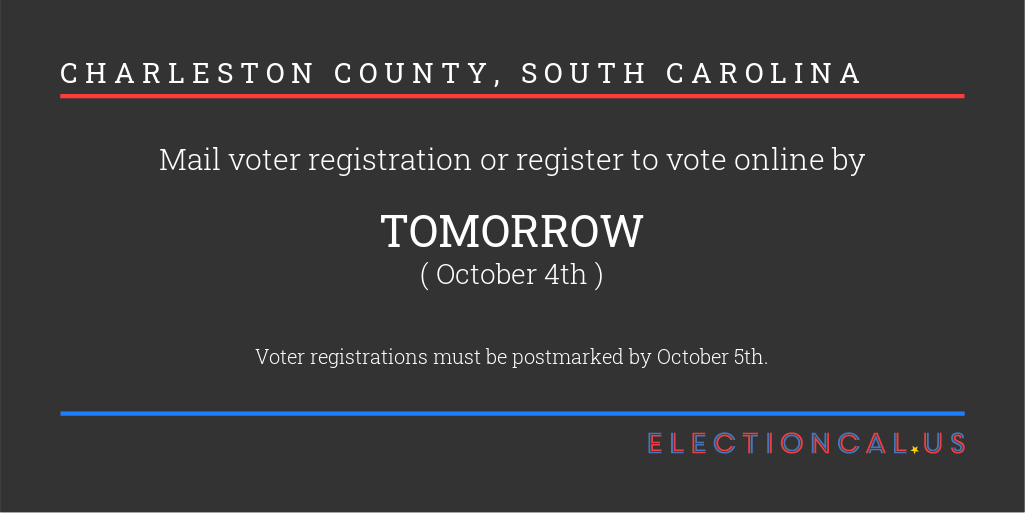 CHARLESTON COUNTY, SOUTH CAROLINA
Mail voter registration or register to vote online by
TOMORROW
( October 4th )
Voter registrations must be postmarked by October 5th.
ELECTIONCAL.US